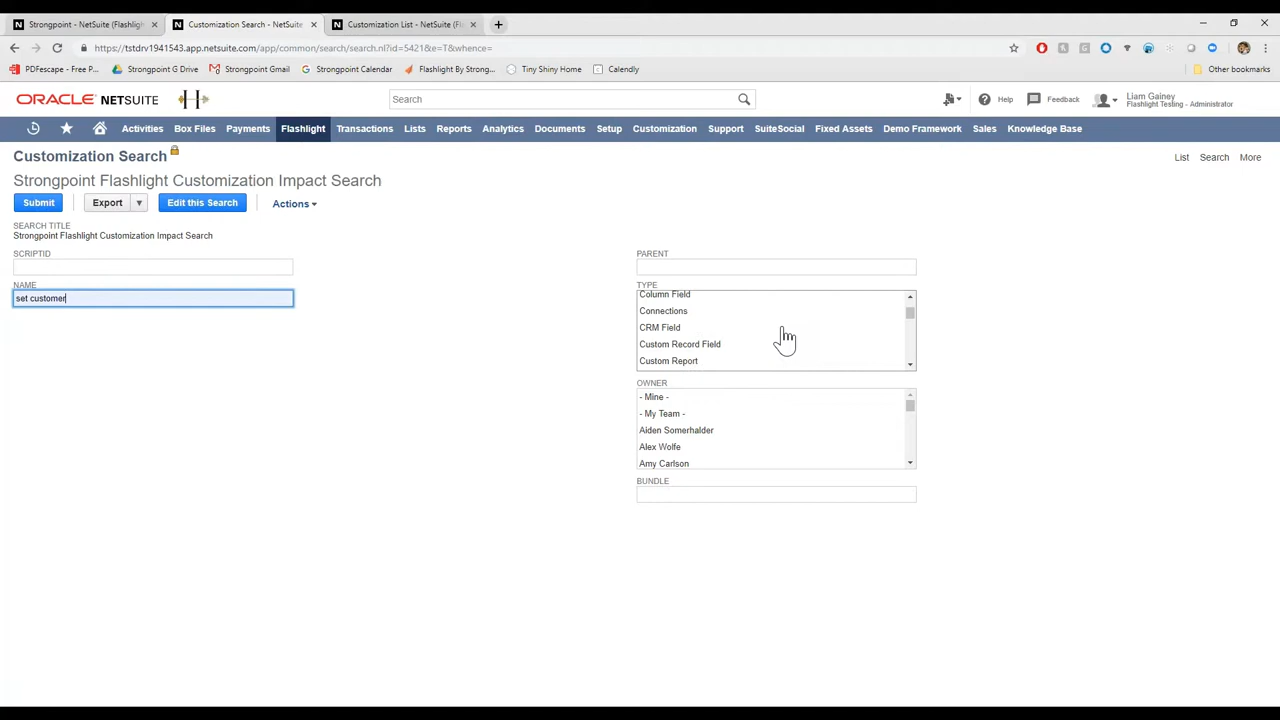 Strongpoint - NetSuite (Flashligh
Customization Search - NetSuite
Customization List - NetSuite (Fl
https://tstdrv1941543.app.netsuite.com/app/common/search/search.nl?id=5421&e=T&whence=
PDFescape - Free P...
Strongpoint G Drive
Strongpoint Gmail
Strongpoint Calendar
Flashlight By Strong...
Tiny Shiny Home
Calendly
Other bookmarks
ORACLE NETSUITE
Search
Help
Feedback
Liam Gainey
Flashlight Testing - Administrator
Activities
Box Files
Payments
Flashlight
Transactions
Lists
Reports
Analytics
Documents
Setup
Customization
Support
SuiteSocial
Fixed Assets
Demo Framework
Sales
Knowledge Base
Customization Search
List
Search
More
Strongpoint Flashlight Customization Impact Search
Submit
Export
Edit this Search
Actions
SEARCH TITLE
Strongpoint Flashlight Customization Impact Search
SCRIPTID
NAME
set customer
PARENT
TYPE
Column Field
Connections
CRM Field
Custom Record Field
Custom Report
OWNER
- Mine -
- My Team -
Aiden Somerhalder
Alex Wolfe
Amy Carlson
BUNDLE